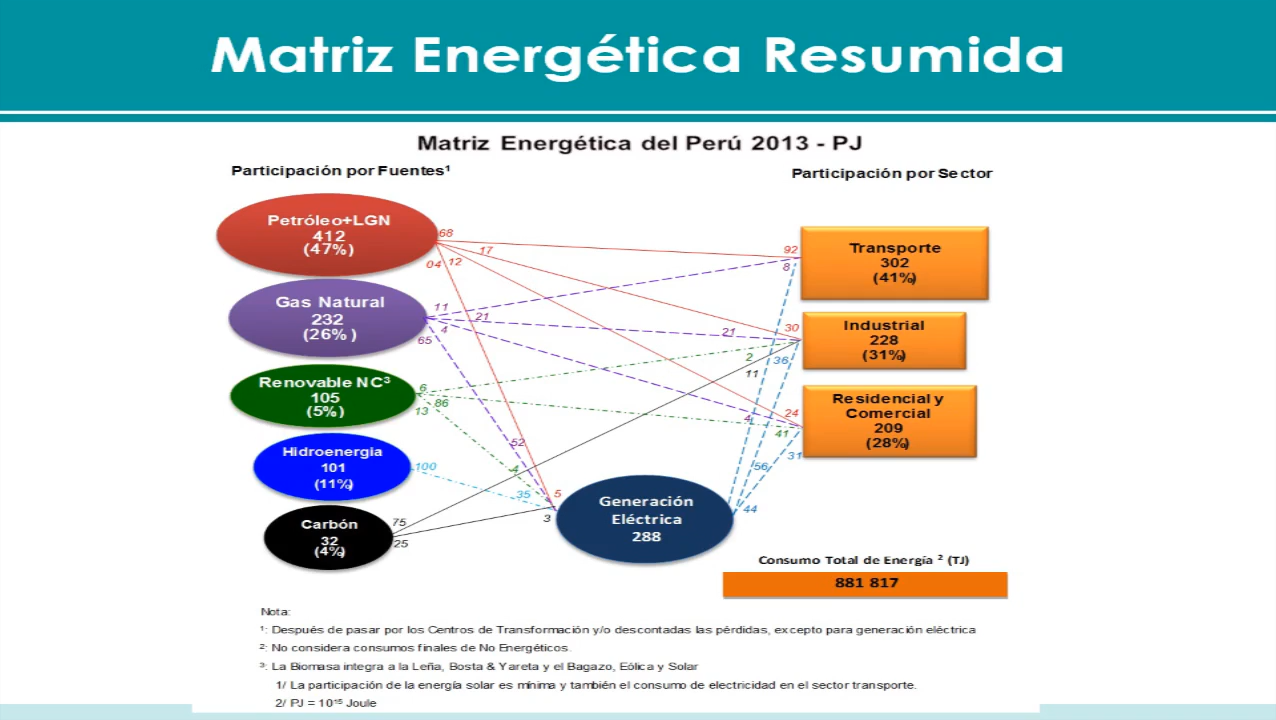 Matriz Energética Resumida
Matriz Energética del Perú 2013 - PJ
Participación por Fuentes¹
Participación por Sector
Petróleo+LGN
412
(47%)
68
17
04 12
92
8
Transporte
302
(41%)
Gas Natural
232
(26% )
11
21
4
65
21
30
36
2
11
Industrial
228
(31%)
Renovable NC³
105
(5%)
6
86
13
4
24
41
31
Residencial y
Comercial
209
(28%)
Hidroenergia
101
(11%)
100
52
4
35
56
44
Carbón
32
(4%)
75
25
5
3
Generación
Eléctrica
288
Consumo Total de Energía ² (TJ)
881 817
Nota:
¹: Después de pasar por los Centros de Transformación y/o descontadas las pérdidas, excepto para generación eléctrica
²: No considera consumos finales de No Energéticos.
³: La Biomasa integra a la Leña, Bosta & Yareta y el Bagazo, Eólica y Solar
1/ La participación de la energía solar es mínima y también el consumo de electricidad en el sector transporte.
2/ PJ = 10¹⁵ Joule